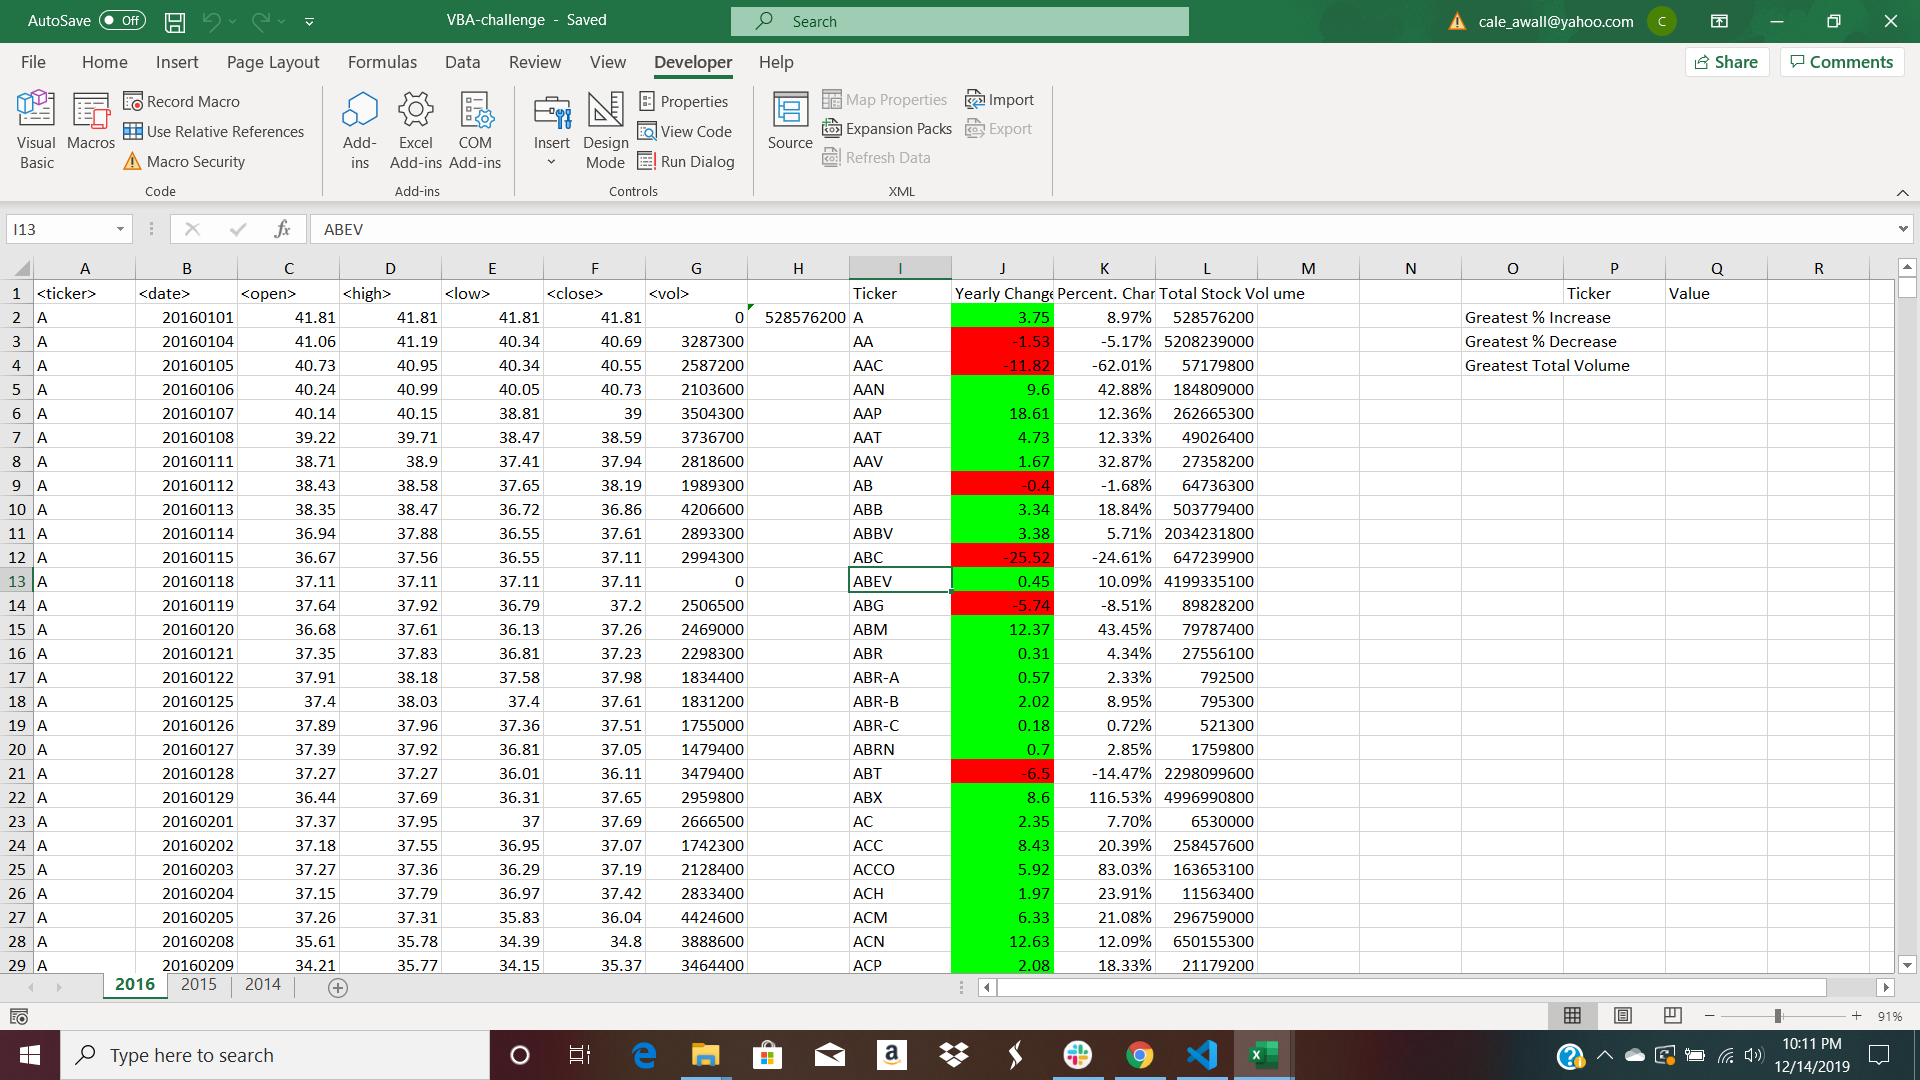 AutoSave Off VBA-challenge - Saved Search cale_awall@yahoo.com C
File Home Insert Page Layout Formulas Data Review View Developer Help Share Comments
Visual Basic
Macros
Record Macro
Use Relative References
Macro Security
Code
Add-ins
Excel Add-ins
COM Add-ins
Add-ins
Insert
Design Mode
Properties
View Code
Run Dialog
Controls
Source
Map Properties
Expansion Packs
Refresh Data
Import
Export
XML
I13 fx ABEV
A B C D E F G H I J K L M N O P Q R
1 <ticker> <date> <open> <high> <low> <close> <vol> Ticker Yearly Change Percent. Char Total Stock Vol ume Ticker Value
2 A 20160101 41.81 41.81 41.81 41.81 0 528576200 A 3.75 8.97% 528576200 Greatest % Increase
3 A 20160104 41.06 41.19 40.34 40.69 3287300 AA -1.53 -5.17% 5208239000 Greatest % Decrease
4 A 20160105 40.73 40.95 40.34 40.55 2587200 AAC -11.82 -62.01% 57179800 Greatest Total Volume
5 A 20160106 40.24 40.99 40.05 40.73 2103600 AAN 9.6 42.88% 184809000
6 A 20160107 40.14 40.15 38.81 39 3504300 AAP 18.61 12.36% 262665300
7 A 20160108 39.22 39.71 38.47 38.59 3736700 AAT 4.73 12.33% 49026400
8 A 20160111 38.71 38.9 37.41 37.94 2818600 AAV 1.67 32.87% 27358200
9 A 20160112 38.43 38.58 37.65 38.19 1989300 AB -0.4 -1.68% 64736300
10 A 20160113 38.35 38.47 36.72 36.86 4206600 ABB 3.34 18.84% 503779400
11 A 20160114 36.94 37.88 36.55 37.61 2893300 ABBV 3.38 5.71% 2034231800
12 A 20160115 36.67 37.56 36.55 37.11 2994300 ABC -25.52 -24.61% 647239900
13 A 20160118 37.11 37.11 37.11 37.11 0 ABEV 0.45 10.09% 4199335100
14 A 20160119 37.64 37.92 36.79 37.2 2506500 ABG -5.74 -8.51% 89828200
15 A 20160120 36.68 37.61 36.13 37.26 2469000 ABM 12.37 43.45% 79787400
16 A 20160121 37.35 37.83 36.81 37.23 2298300 ABR 0.31 4.34% 27556100
17 A 20160122 37.91 38.18 37.58 37.98 1834400 ABR-A 0.57 2.33% 792500
18 A 20160125 37.4 38.03 37.4 37.61 1831200 ABR-B 2.02 8.95% 795300
19 A 20160126 37.89 37.96 37.36 37.51 1755000 ABR-C 0.18 0.72% 521300
20 A 20160127 37.39 37.92 36.81 37.05 1479400 ABRN 0.7 2.85% 1759800
21 A 20160128 37.27 37.27 36.01 36.11 3479400 ABT -6.5 -14.47% 2298099600
22 A 20160129 36.44 37.69 36.31 37.65 2959800 ABX 8.6 116.53% 4996990800
23 A 20160201 37.37 37.95 37 37.69 2666500 AC 2.35 7.70% 6530000
24 A 20160202 37.18 37.55 36.95 37.07 1742300 ACC 8.43 20.39% 258457600
25 A 20160203 37.27 37.36 36.29 37.19 2128400 ACCO 5.92 83.03% 163653100
26 A 20160204 37.15 37.79 36.97 37.42 2833400 ACH 1.97 23.91% 11563400
27 A 20160205 37.26 37.31 35.83 36.04 4424600 ACM 6.33 21.08% 296759000
28 A 20160208 35.61 35.78 34.39 34.8 3888600 ACN 12.63 12.09% 650155300
29 A 20160209 34.21 35.77 34.15 35.37 3464400 ACP 2.08 18.33% 21179200
2016 2015 2014
91%
Type here to search
10:11 PM
12/14/2019